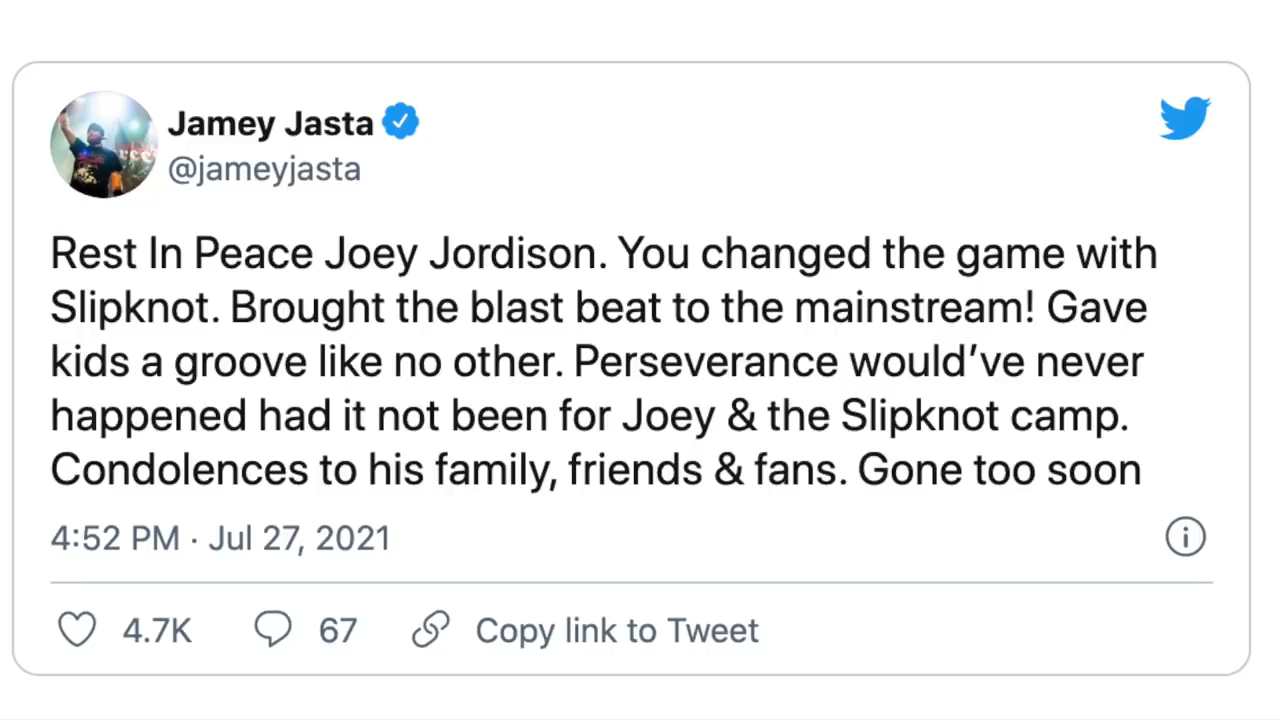 Jamey Jasta
@jameyjasta
Rest In Peace Joey Jordison. You changed the game with
Slipknot. Brought the blast beat to the mainstream! Gave
kids a groove like no other. Perseverance would’ve never
happened had it not been for Joey & the Slipknot camp.
Condolences to his family, friends & fans. Gone too soon
4:52 PM · Jul 27, 2021
4.7K 67 Copy link to Tweet